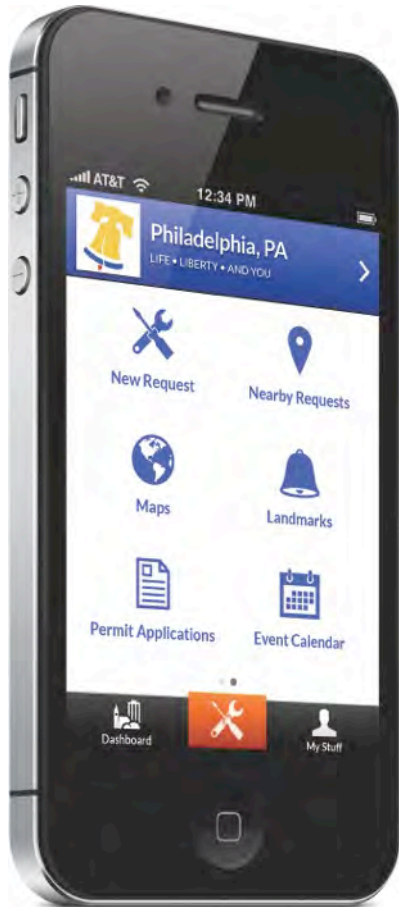 AT&T 12:34 PM
Philadelphia, PA
LIFE • LIBERTY • AND YOU
New Request
Nearby Requests
Maps
Landmarks
Permit Applications
Event Calendar
Dashboard
My Stuff